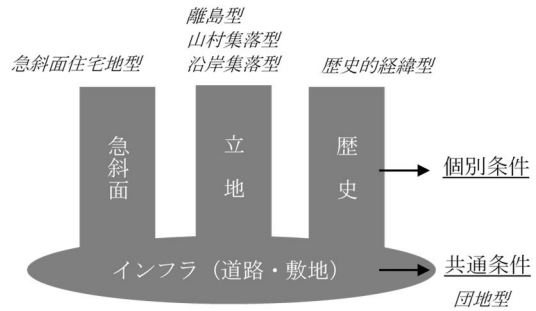 離島型
山村集落型
急斜面住宅地型
沿岸集落型
歴史的経緯型
急斜面
立地
歴史
個別条件
インフラ（道路・敷地）
共通条件
団地型